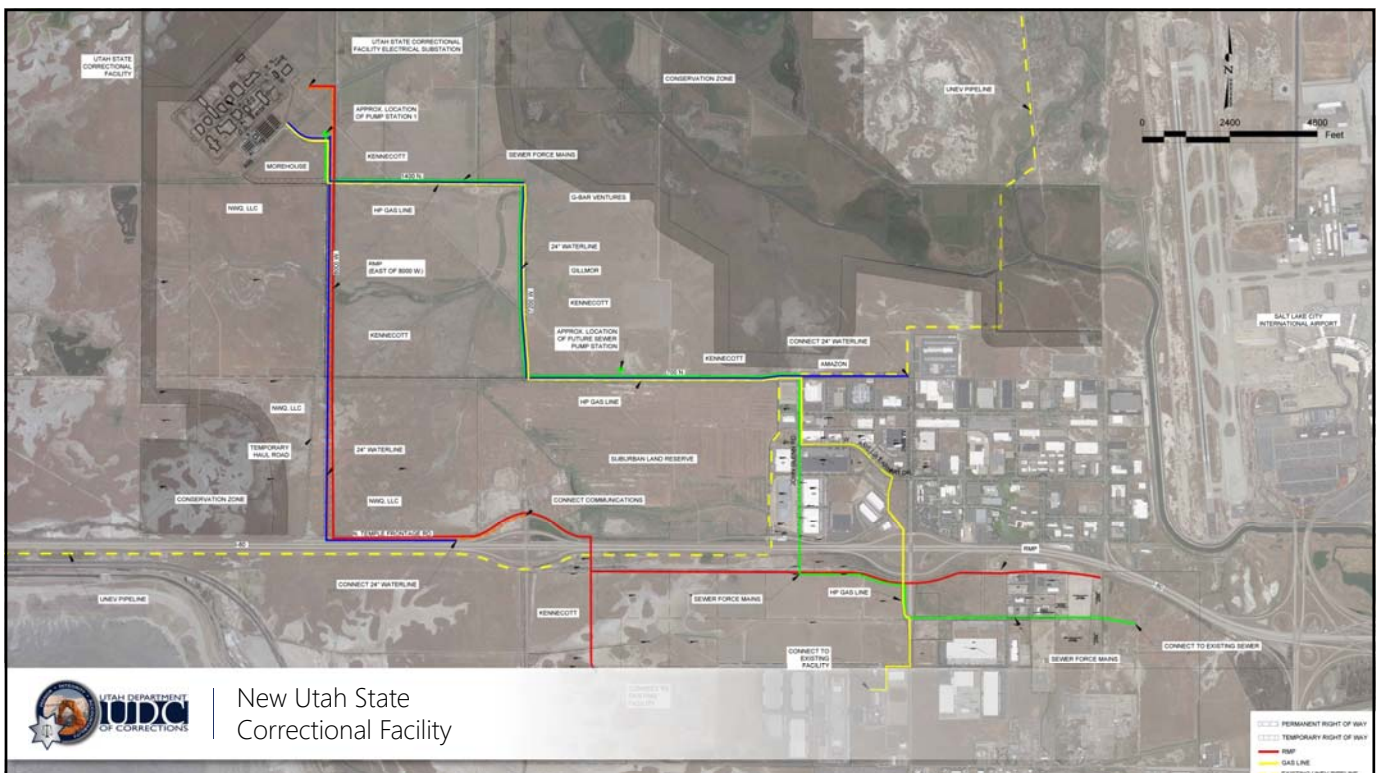 UTAH STATE
CORRECTIONAL
FACILITY
UTAH STATE CORRECTIONAL
FACILITY ELECTRICAL SUBSTATION
CONSERVATION ZONE
UNEV PIPELINE
N
0 2400 4800
Feet
APPROX. LOCATION
OF PUMP STATION 1
MOREHOUSE
KENNECOTT
SEWER FORCE MAINS
1400 N.
NWQ, LLC
HP GAS LINE
G-BAR VENTURES
24" WATERLINE
RMP
(EAST OF 8000 W.)
8000 W.
GILLMOR
7200 W.
KENNECOTT
KENNECOTT
APPROX. LOCATION
OF FUTURE SEWER
PUMP STATION
KENNECOTT
CONNECT 24" WATERLINE
AMAZON
SALT LAKE CITY
INTERNATIONAL AIRPORT
700 N.
HP GAS LINE
NWQ, LLC
TEMPORARY
HAUL ROAD
24" WATERLINE
SUBURBAN LAND RESERVE
CONSERVATION ZONE
NWQ, LLC
CONNECT COMMUNICATIONS
N. TEMPLE FRONTAGE RD
I-80
RMP
I-80
UNEV PIPELINE
CONNECT 24" WATERLINE
KENNECOTT
SEWER FORCE MAINS
HP GAS LINE
CONNECT TO
EXISTING
FACILITY
SEWER FORCE MAINS
CONNECT TO EXISTING SEWER
UTAH DEPARTMENT
UDC
OF CORRECTIONS
New Utah State
Correctional Facility
PERMANENT RIGHT OF WAY
TEMPORARY RIGHT OF WAY
RMP
GAS LINE